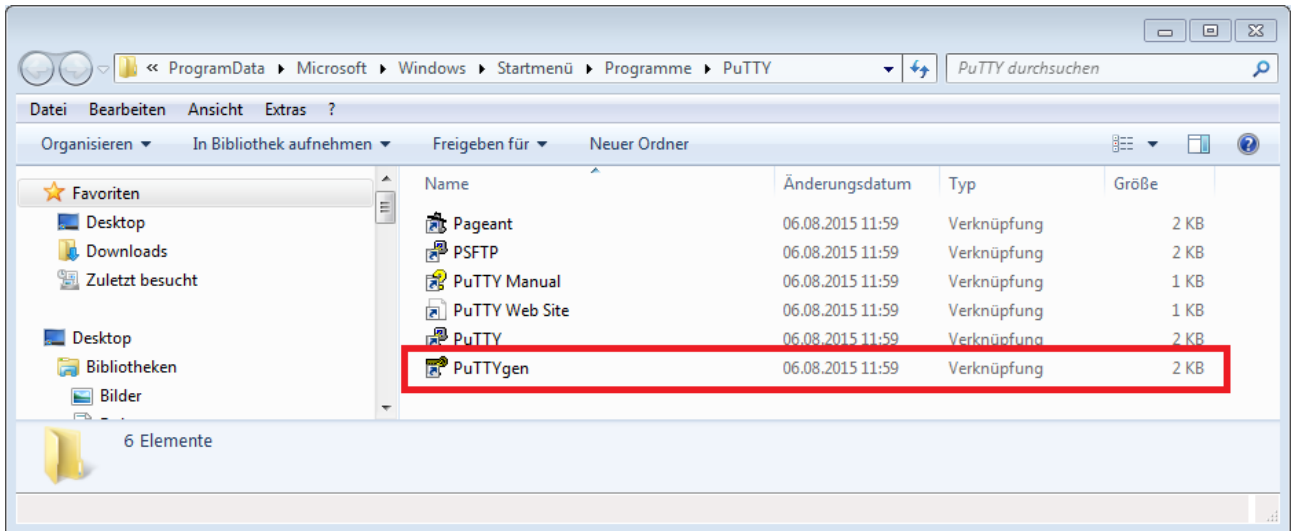 « ProgramData ▸ Microsoft ▸ Windows ▸ Startmenü ▸ Programme ▸ PuTTY PuTTY durchsuchen
Datei Bearbeiten Ansicht Extras ?
Organisieren In Bibliothek aufnehmen Freigeben für Neuer Ordner
Favoriten
Desktop
Downloads
Zuletzt besucht
Desktop
Bibliotheken
Bilder
Name Änderungsdatum Typ Größe
Pageant 06.08.2015 11:59 Verknüpfung 2 KB
PSFTP 06.08.2015 11:59 Verknüpfung 2 KB
PuTTY Manual 06.08.2015 11:59 Verknüpfung 1 KB
PuTTY Web Site 06.08.2015 11:59 Verknüpfung 1 KB
PuTTY 06.08.2015 11:59 Verknüpfung 2 KB
PuTTYgen 06.08.2015 11:59 Verknüpfung 2 KB
6 Elemente